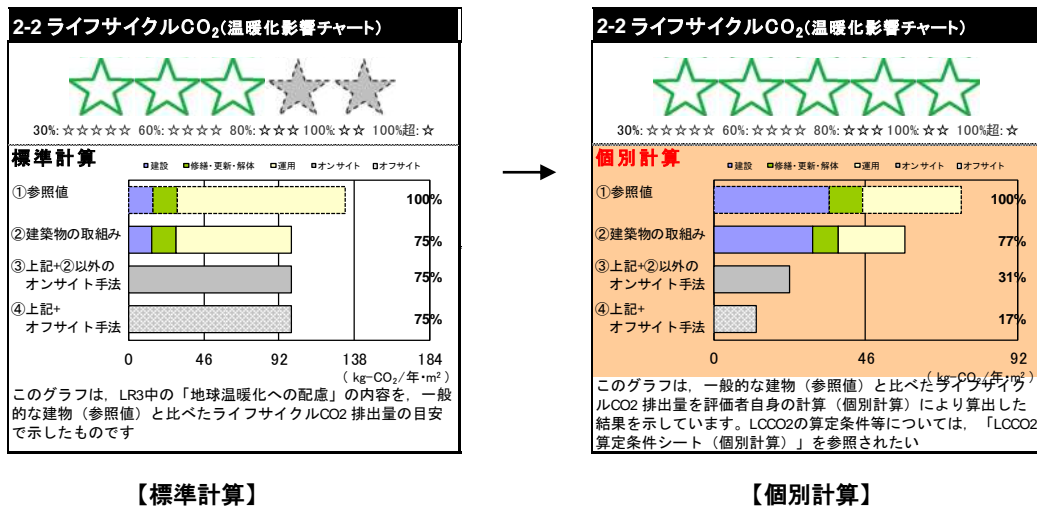 2-2 ライフサイクルCO2(温暖化影響チャート)
30%: ☆☆☆☆☆ 60%: ☆☆☆☆ 80%: ☆☆☆ 100%: ☆☆ 100%超: ☆
標準計算
建設 修繕・更新・解体 運用 オンサイト オフサイト
①参照値 100%
②建築物の取組み 75%
③上記+②以外の
オンサイト手法 75%
④上記+
オフサイト手法 75%
0 46 92 138 184
( kg-CO2/年・m2 )
このグラフは, LR3中の「地球温暖化への配慮」の内容を, 一般
的な建物(参照値)と比べたライフサイクルCO2 排出量の目安
で示したものです
【標準計算】
2-2 ライフサイクルCO2(温暖化影響チャート)
30%: ☆☆☆☆☆ 60%: ☆☆☆☆ 80%: ☆☆☆ 100%: ☆☆ 100%超: ☆
個別計算
建設 修繕・更新・解体 運用 オンサイト オフサイト
①参照値 100%
②建築物の取組み 77%
③上記+②以外の
オンサイト手法 31%
④上記+
オフサイト手法 17%
0 46 92
( kg-CO2/年・m2 )
このグラフは, 一般的な建物(参照値)と比べたライフサイク
ルCO2 排出量を評価者自身の計算(個別計算)により算出した
結果を示しています。LCCO2の算定条件等については, 「LCCO2
算定条件シート(個別計算)」を参照されたい
【個別計算】